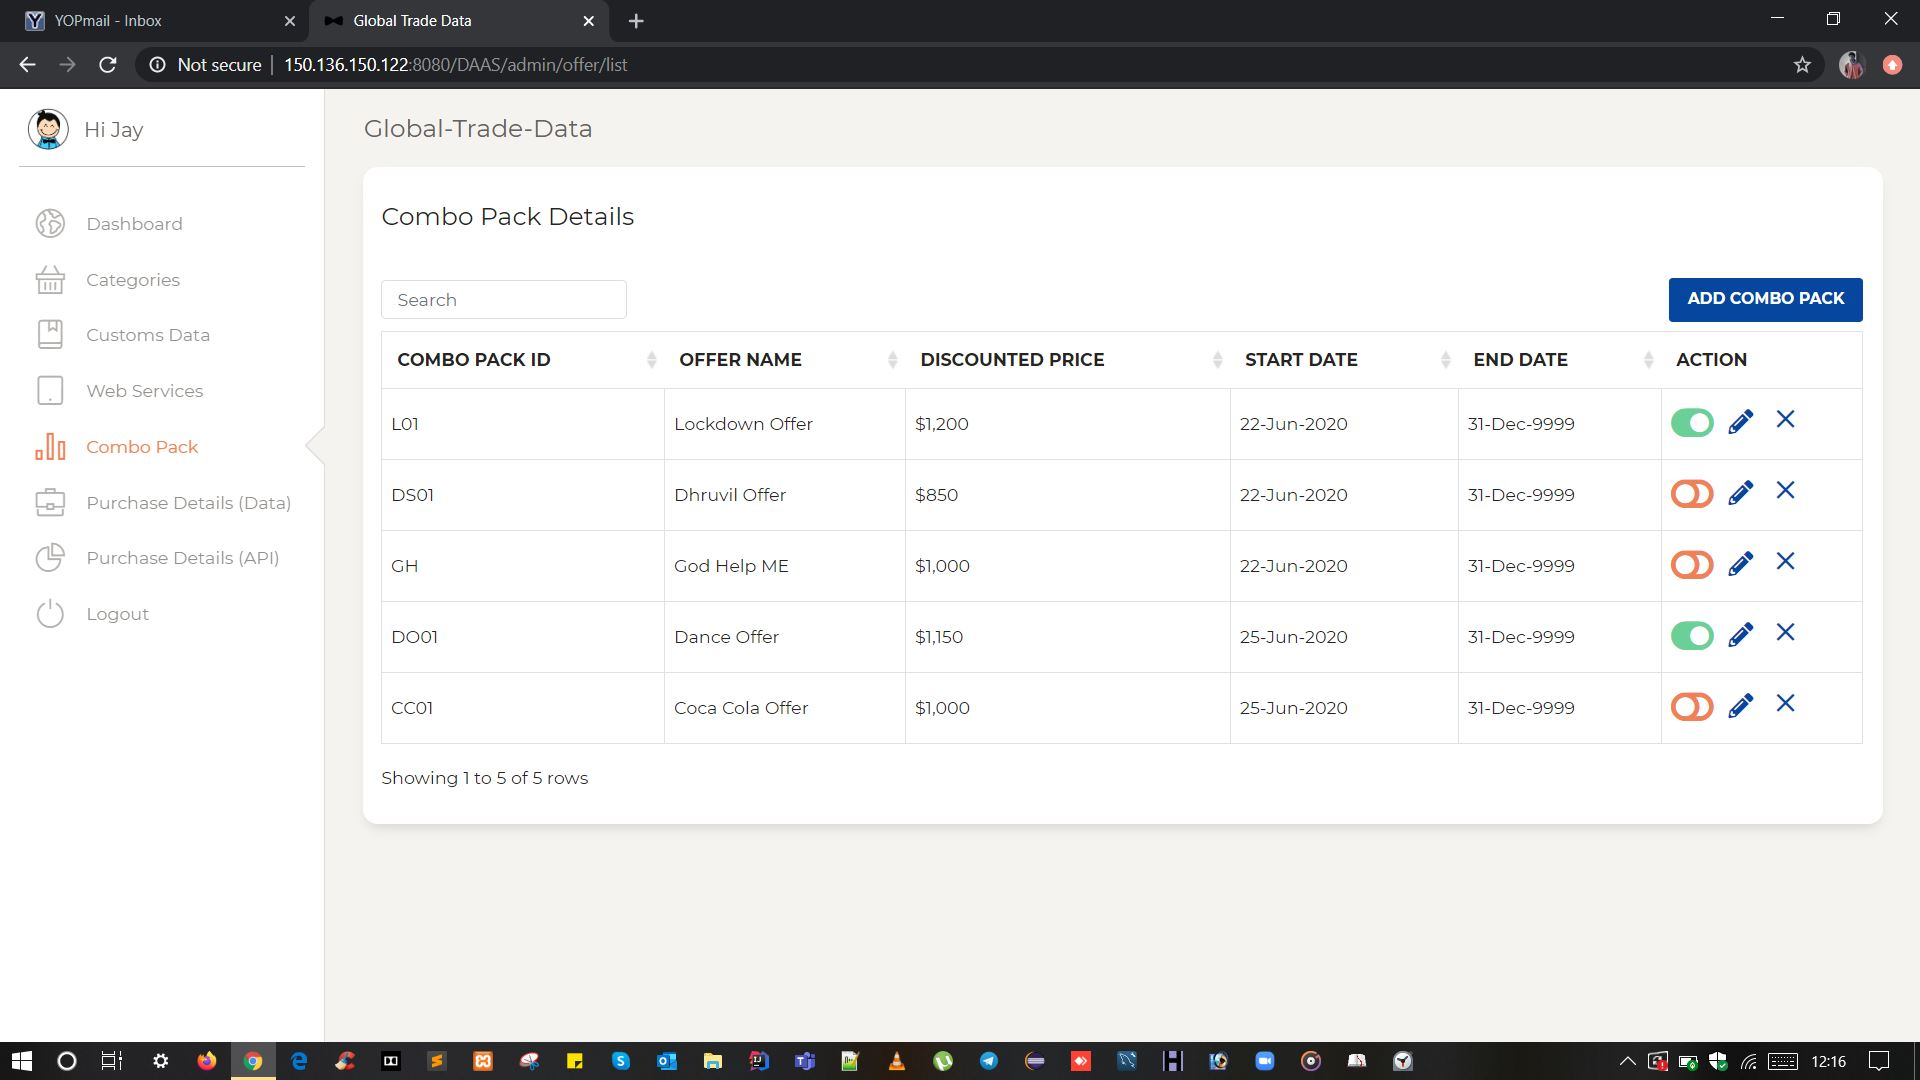 YOPmail - Inbox
Global Trade Data
Not secure
150.136.150.122:8080/DAAS/admin/offer/list
Hi Jay
Global-Trade-Data
Dashboard
Categories
Customs Data
Web Services
Combo Pack
Purchase Details (Data)
Purchase Details (API)
Logout
Combo Pack Details
Search
ADD COMBO PACK
COMBO PACK ID OFFER NAME DISCOUNTED PRICE START DATE END DATE ACTION
L01 Lockdown Offer $1,200 22-Jun-2020 31-Dec-9999
DS01 Dhruvil Offer $850 22-Jun-2020 31-Dec-9999
GH God Help ME $1,000 22-Jun-2020 31-Dec-9999
DO01 Dance Offer $1,150 25-Jun-2020 31-Dec-9999
CC01 Coca Cola Offer $1,000 25-Jun-2020 31-Dec-9999
Showing 1 to 5 of 5 rows
12:16